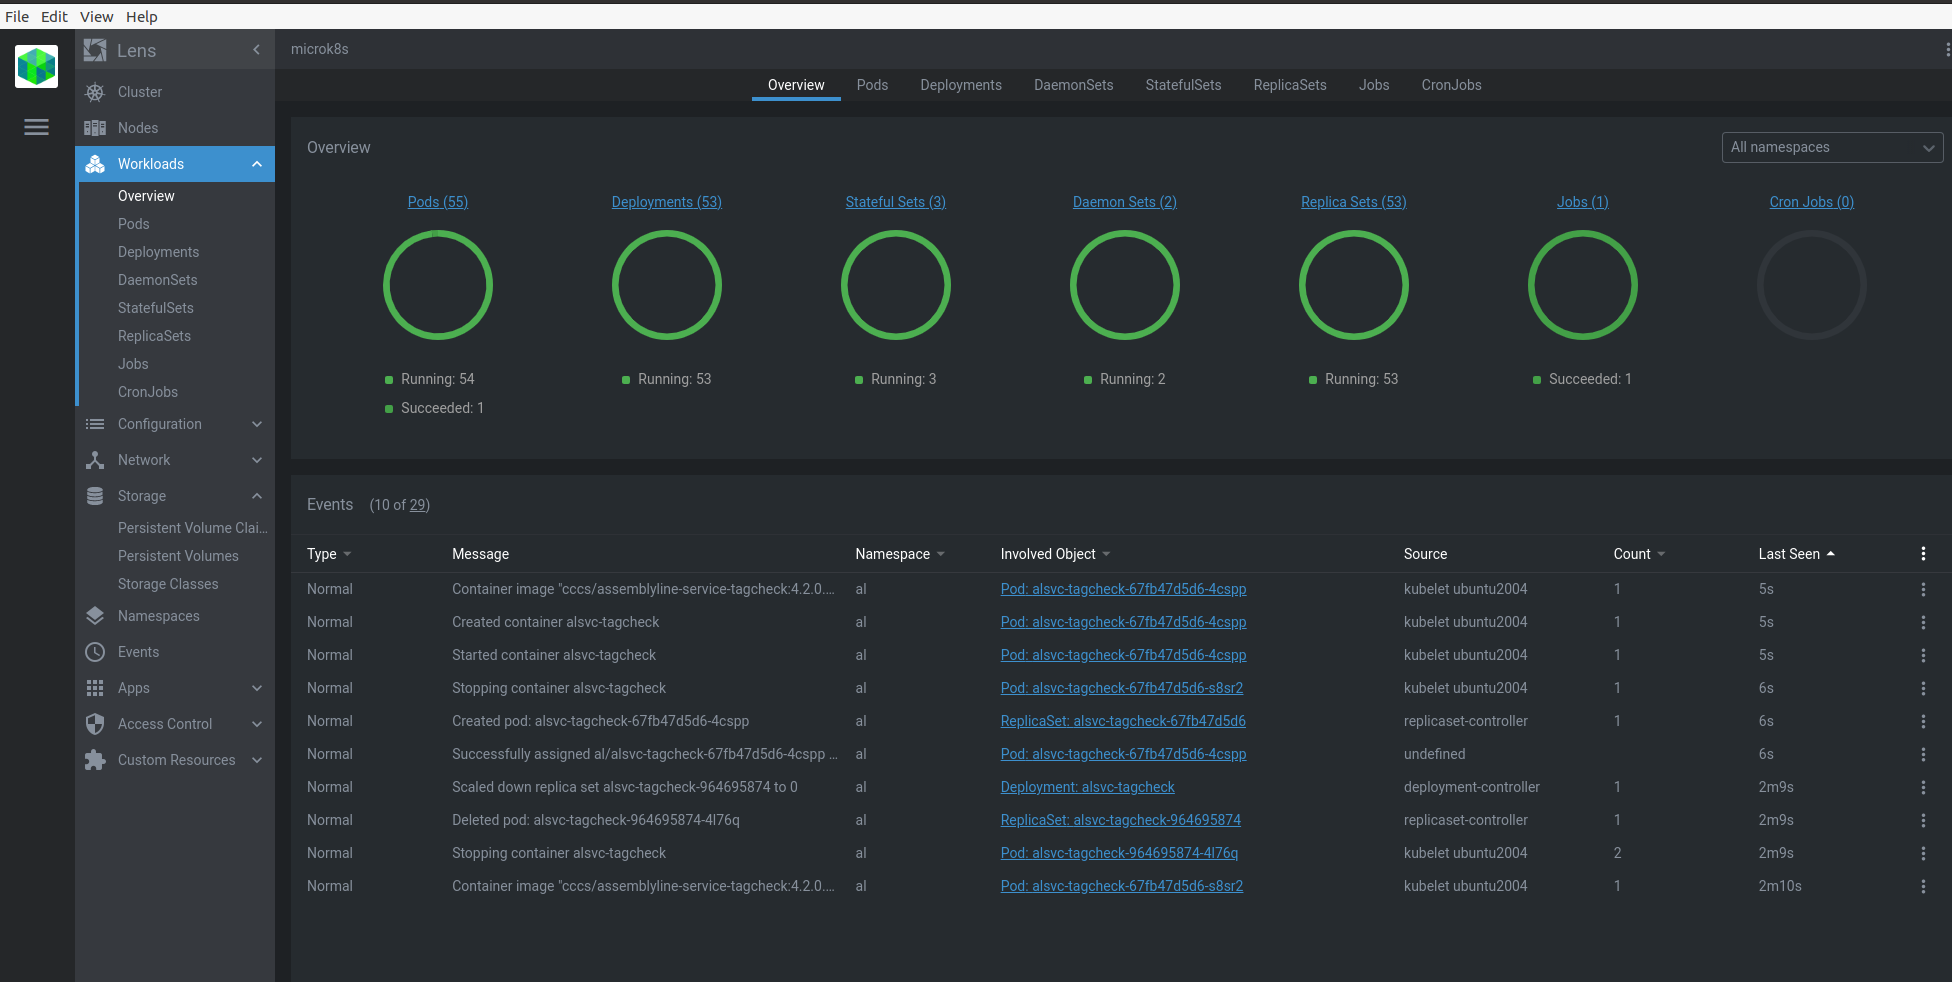 File Edit View Help
Lens
microk8s
Cluster
Nodes
Workloads
Overview
Pods
Deployments
DaemonSets
StatefulSets
ReplicaSets
Jobs
CronJobs
Configuration
Network
Storage
Persistent Volume Clai...
Persistent Volumes
Storage Classes
Namespaces
Events
Apps
Access Control
Custom Resources
Overview Pods Deployments DaemonSets StatefulSets ReplicaSets Jobs CronJobs
Overview
All namespaces
Pods (55) Deployments (53) Stateful Sets (3) Daemon Sets (2) Replica Sets (53) Jobs (1) Cron Jobs (0)
Running: 54 Running: 53 Running: 3 Running: 2 Running: 53 Succeeded: 1
Succeeded: 1
Events (10 of 29)
Type Message Namespace Involved Object Source Count Last Seen
Normal Container image "cccs/assemblyline-service-tagcheck:4.2.0.... al Pod: alsvc-tagcheck-67fb47d5d6-4cspp kubelet ubuntu2004 1 5s
Normal Created container alsvc-tagcheck al Pod: alsvc-tagcheck-67fb47d5d6-4cspp kubelet ubuntu2004 1 5s
Normal Started container alsvc-tagcheck al Pod: alsvc-tagcheck-67fb47d5d6-4cspp kubelet ubuntu2004 1 5s
Normal Stopping container alsvc-tagcheck al Pod: alsvc-tagcheck-67fb47d5d6-s8sr2 kubelet ubuntu2004 1 6s
Normal Created pod: alsvc-tagcheck-67fb47d5d6-4cspp al ReplicaSet: alsvc-tagcheck-67fb47d5d6 replicaset-controller 1 6s
Normal Successfully assigned al/alsvc-tagcheck-67fb47d5d6-4cspp ... al Pod: alsvc-tagcheck-67fb47d5d6-4cspp undefined 6s
Normal Scaled down replica set alsvc-tagcheck-964695874 to 0 al Deployment: alsvc-tagcheck deployment-controller 1 2m9s
Normal Deleted pod: alsvc-tagcheck-964695874-4l76q al ReplicaSet: alsvc-tagcheck-964695874 replicaset-controller 1 2m9s
Normal Stopping container alsvc-tagcheck al Pod: alsvc-tagcheck-964695874-4l76q kubelet ubuntu2004 2 2m9s
Normal Container image "cccs/assemblyline-service-tagcheck:4.2.0.... al Pod: alsvc-tagcheck-67fb47d5d6-s8sr2 kubelet ubuntu2004 1 2m10s